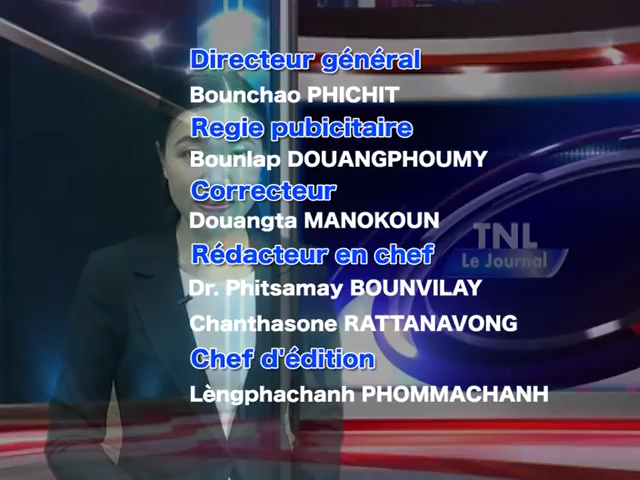 Directeur général
Bounchao PHICHIT
Regie pubicitaire
Bounlap DOUANGPHOUMY
Correcteur
Douangta MANOKOUN
Rédacteur en chef
Dr. Phitsamay BOUNVILAY
Chanthasone RATTANAVONG
Chef d'édition
Lèngphachanh PHOMMACHANH
TNL
Le Journal